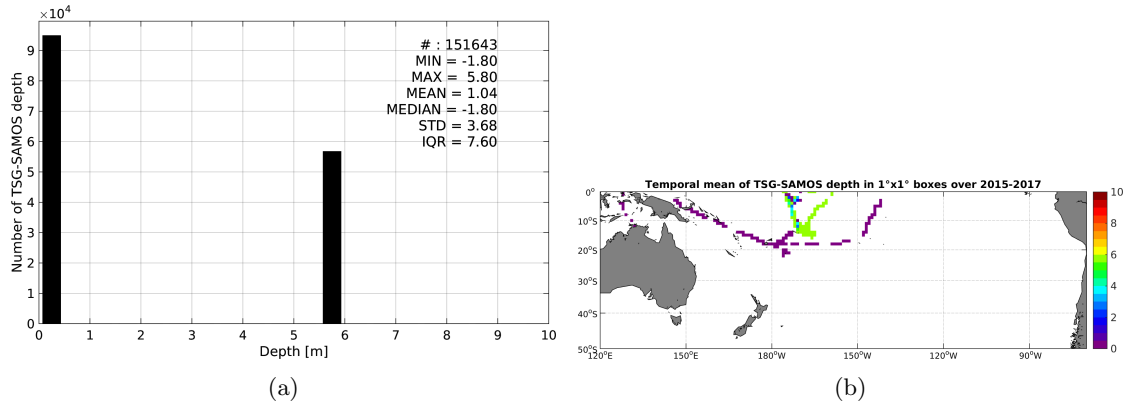 ×10⁴
9
8
7
6
5
4
3
2
1
0
Number of TSG-SAMOS depth
# : 151643
MIN = -1.80
MAX = 5.80
MEAN = 1.04
MEDIAN = -1.80
STD = 3.68
IQR = 7.60
0 1 2 3 4 5 6 7 8 9 10
Depth [m]
(a)
Temporal mean of TSG-SAMOS depth in 1°x1° boxes over 2015-2017
0°
10°S
20°S
30°S
40°S
50°S
120°E 150°E 180°W 150°W 120°W 90°W
10
8
6
4
2
0
(b)